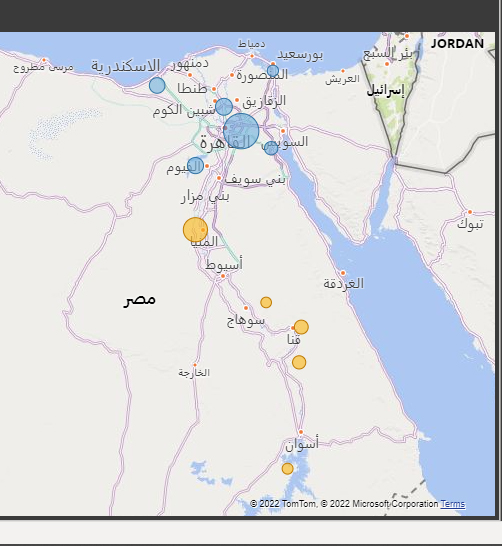 دمياط
JORDAN
بورسعيد
بئر السبع
دمنهور
الاسكندرية
مرسى مطروح
المنصورة
العريش
طنطا
إسرائيل
الزقازيق
شبين الكوم
القاهرة
السويس
الفيوم
بني سويف
بني مزار
تبوك
المنيا
أسيوط
الغردقة
مصر
سوهاج
قنا
الخارجة
أسوان
© 2022 TomTom, © 2022 Microsoft Corporation Terms